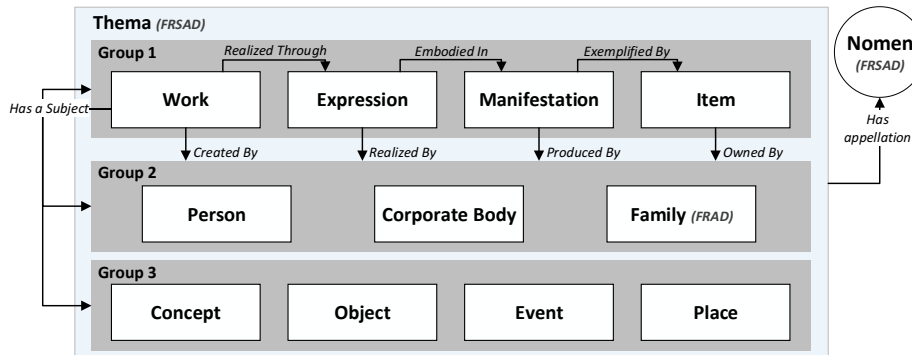 Thema (FRSAD)
Group 1
Realized Through
Embodied In
Exemplified By
Nomen
(FRSAD)
Work
Expression
Manifestation
Item
Has a Subject
Has
appellation
Created By
Realized By
Produced By
Owned By
Group 2
Person
Corporate Body
Family (FRAD)
Group 3
Concept
Object
Event
Place